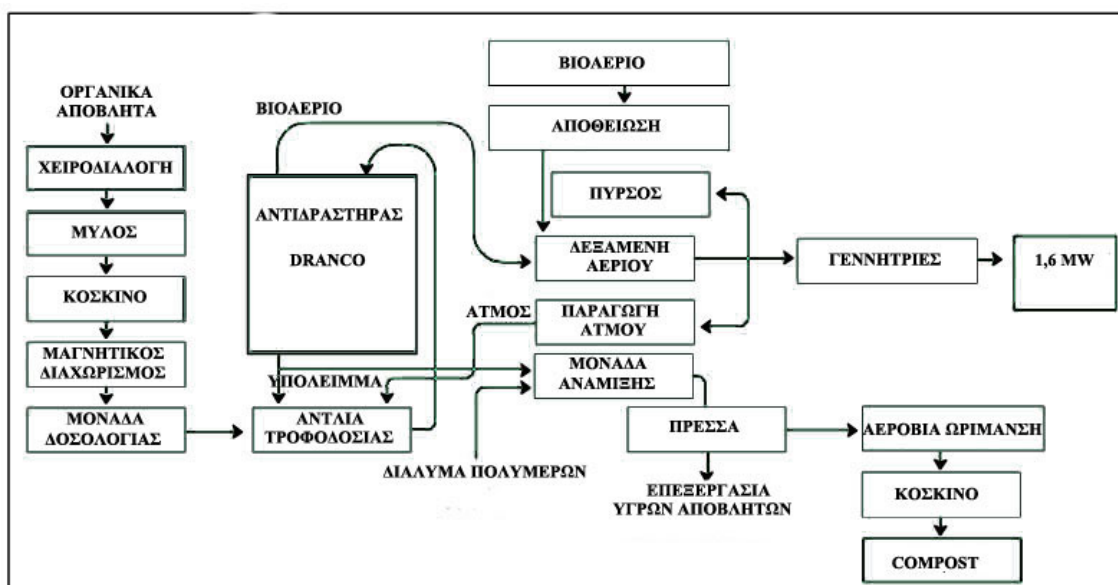 ΟΡΓΑΝΙΚΑ
ΑΠΟΒΛΗΤΑ
ΧΕΙΡΟΔΙΑΛΟΓΗ
ΜΥΛΟΣ
ΚΟΣΚΙΝΟ
ΜΑΓΝΗΤΙΚΟΣ
ΔΙΑΧΩΡΙΣΜΟΣ
ΜΟΝΑΔΑ
ΔΟΣΟΛΟΓΙΑΣ
ΒΙΟΑΕΡΙΟ
ΑΝΤΙΔΡΑΣΤΗΡΑΣ
DRANCO
ΥΠΟΛΕΙΜΜΑ
ΑΝΤΛΙΑ
ΤΡΟΦΟΔΟΣΙΑΣ
ΑΤΜΟΣ
ΔΙΑΛΥΜΑ ΠΟΛΥΜΕΡΩΝ
ΒΙΟΑΕΡΙΟ
ΑΠΟΘΕΙΩΣΗ
ΠΥΡΣΟΣ
ΔΕΞΑΜΕΝΗ
ΑΕΡΙΟΥ
ΠΑΡΑΓΩΓΗ
ΑΤΜΟΥ
ΜΟΝΑΔΑ
ΑΝΑΜΙΞΗΣ
ΓΕΝΝΗΤΡΙΕΣ
1,6 MW
ΠΡΕΣΣΑ
ΕΠΕΞΕΡΓΑΣΙΑ
ΥΓΡΩΝ ΑΠΟΒΛΗΤΩΝ
ΑΕΡΟΒΙΑ ΩΡΙΜΑΝΣΗ
ΚΟΣΚΙΝΟ
COMPOST